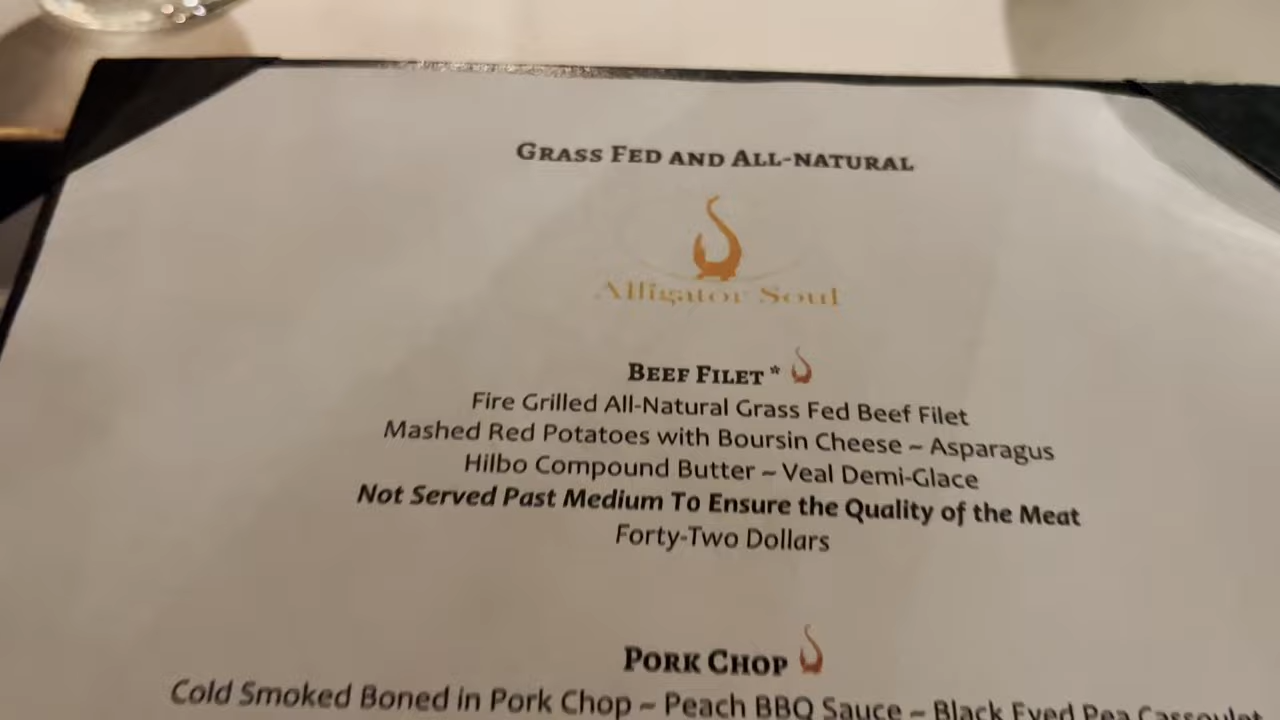 GRASS FED AND ALL-NATURAL
Alligator Soul
BEEF FILET *
Fire Grilled All-Natural Grass Fed Beef Filet
Mashed Red Potatoes with Boursin Cheese ~ Asparagus
Hilbo Compound Butter ~ Veal Demi-Glace
Not Served Past Medium To Ensure the Quality of the Meat
Forty-Two Dollars
PORK CHOP
Cold Smoked Boned in Pork Chop ~ Peach BBQ Sauce ~ Black Eyed Pea Cassoulet